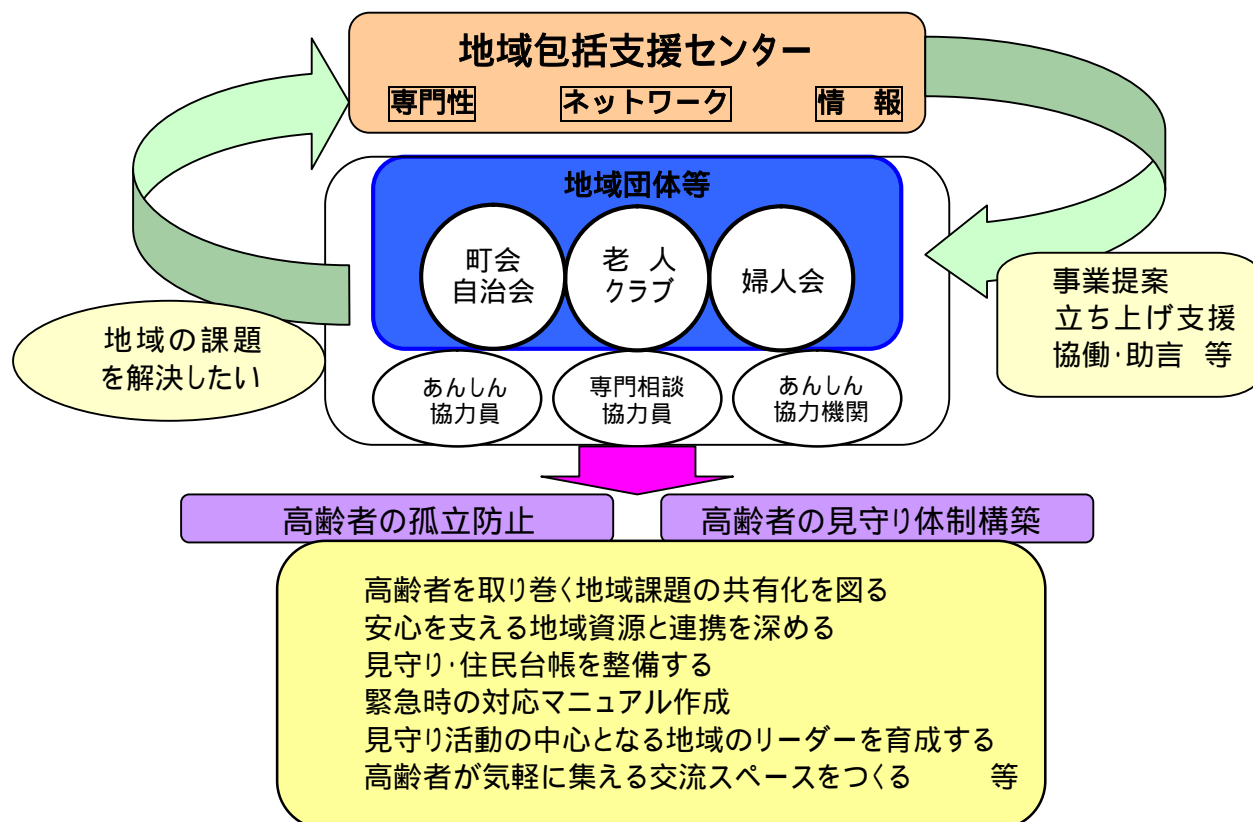 地域包括支援センター
専門性 ネットワーク 情 報
地域団体等
町会
自治会
老 人
クラブ
婦人会
事業提案
立ち上げ支援
協働・助言 等
地域の課題
を解決したい
あんしん
協力員
専門相談
協力員
あんしん
協力機関
高齢者の孤立防止
高齢者の見守り体制構築
高齢者を取り巻く地域課題の共有化を図る
安心を支える地域資源と連携を深める
見守り・住民台帳を整備する
緊急時の対応マニュアル作成
見守り活動の中心となる地域のリーダーを育成する
高齢者が気軽に集える交流スペースをつくる 等